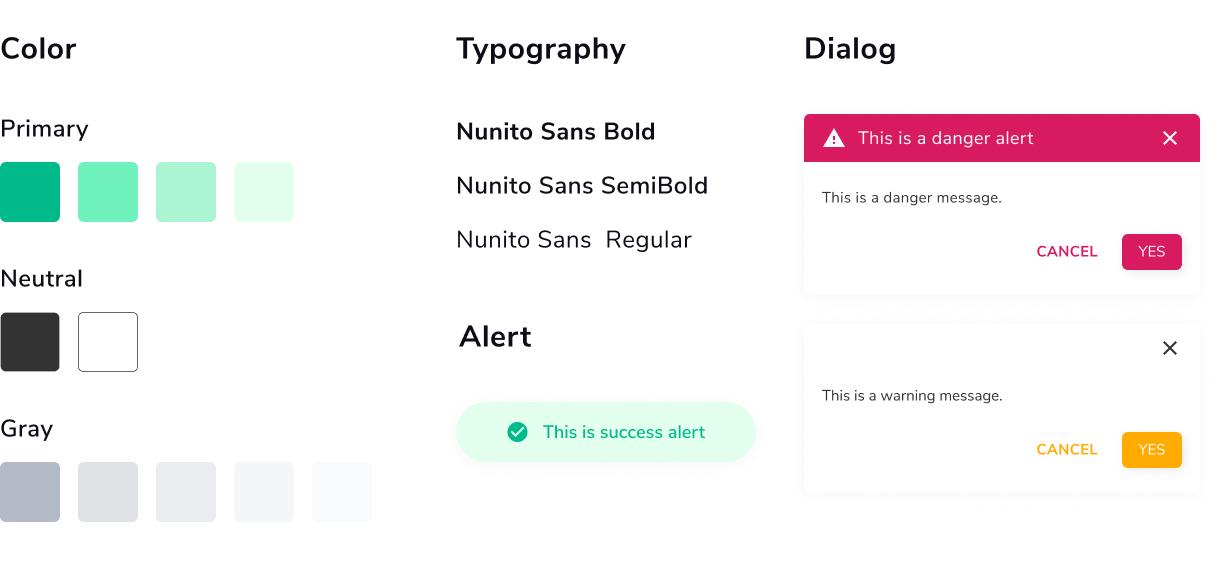 Color
Primary
Neutral
Gray
Typography
Nunito Sans Bold
Nunito Sans SemiBold
Nunito Sans  Regular
Alert
This is success alert
Dialog
This is a danger alert
This is a danger message.
CANCEL YES
This is a warning message.
CANCEL YES